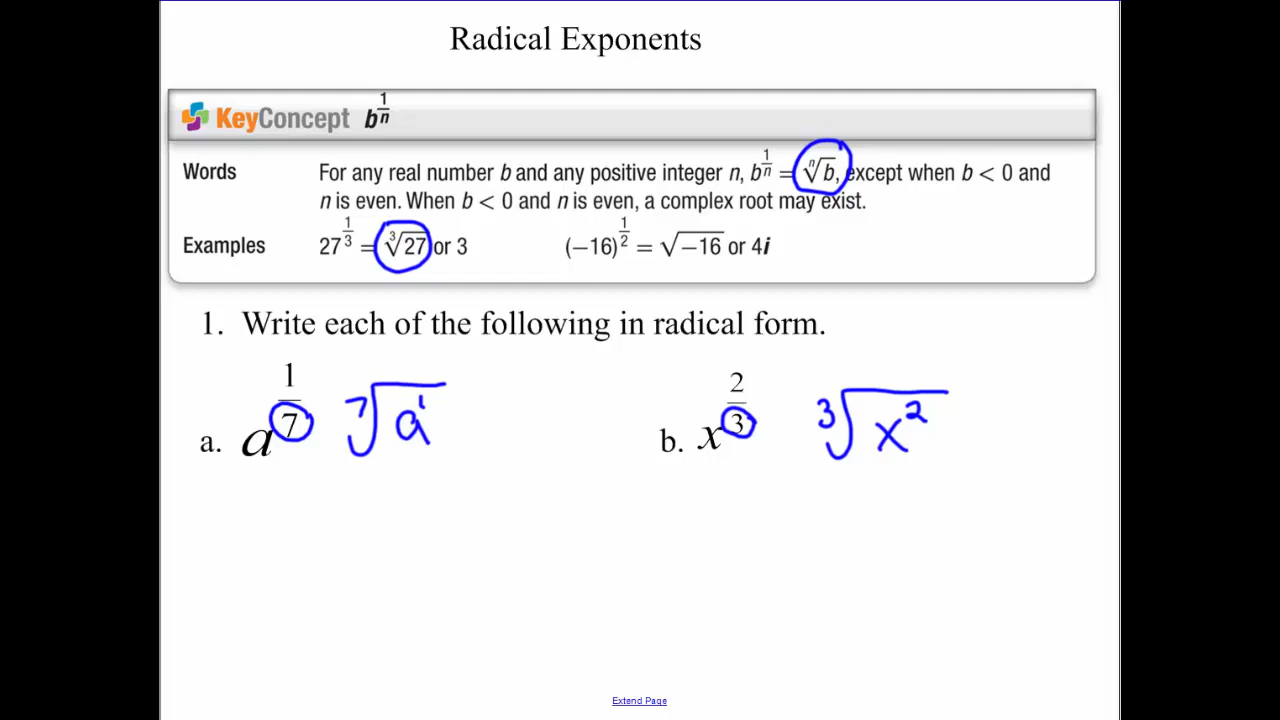 Radical Exponents
KeyConcept b^(1/n)
Words For any real number b and any positive integer n, b^(1/n) = ⁿ√b, except when b < 0 and
n is even. When b < 0 and n is even, a complex root may exist.
Examples 27^(1/3) = ³√27 or 3 (−16)^(1/2) = √−16 or 4i
1. Write each of the following in radical form.
a. a^(1/7) ⁷√a¹ b. x^(2/3) ³√x²
Extend Page